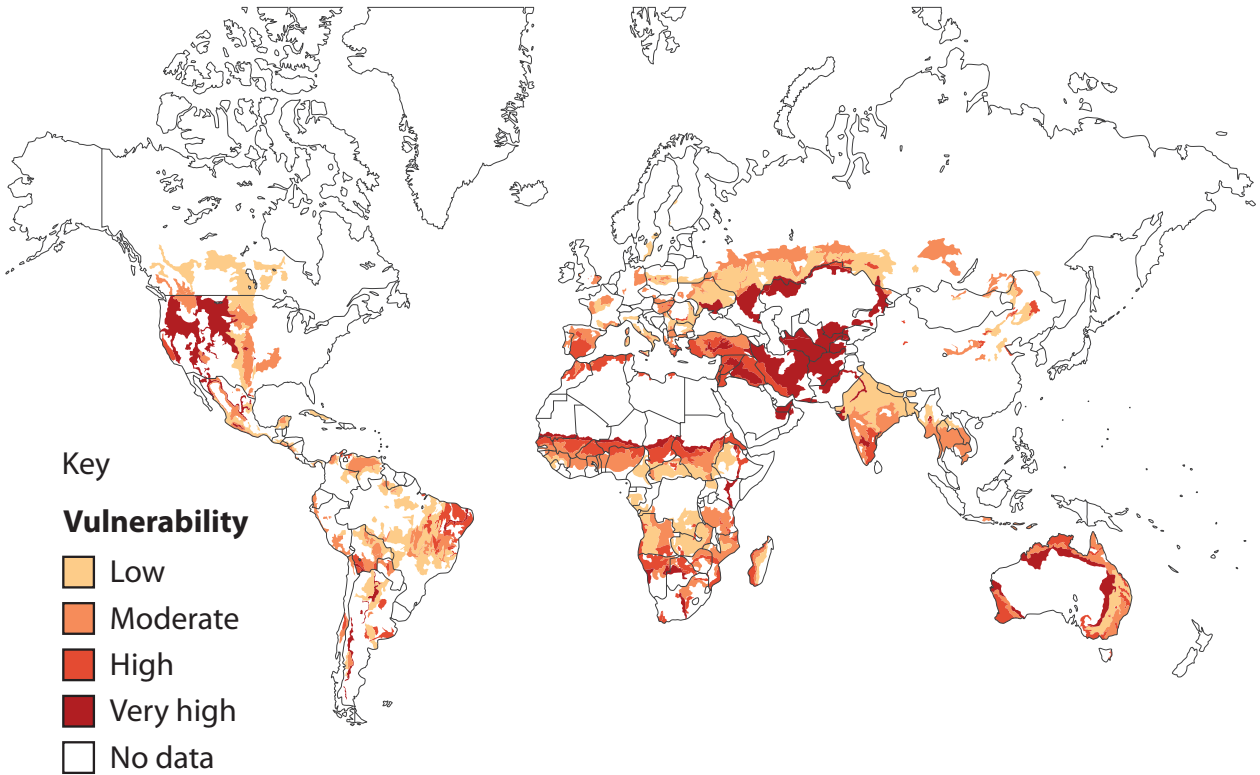 Key
Vulnerability
Low
Moderate
High
Very high
No data